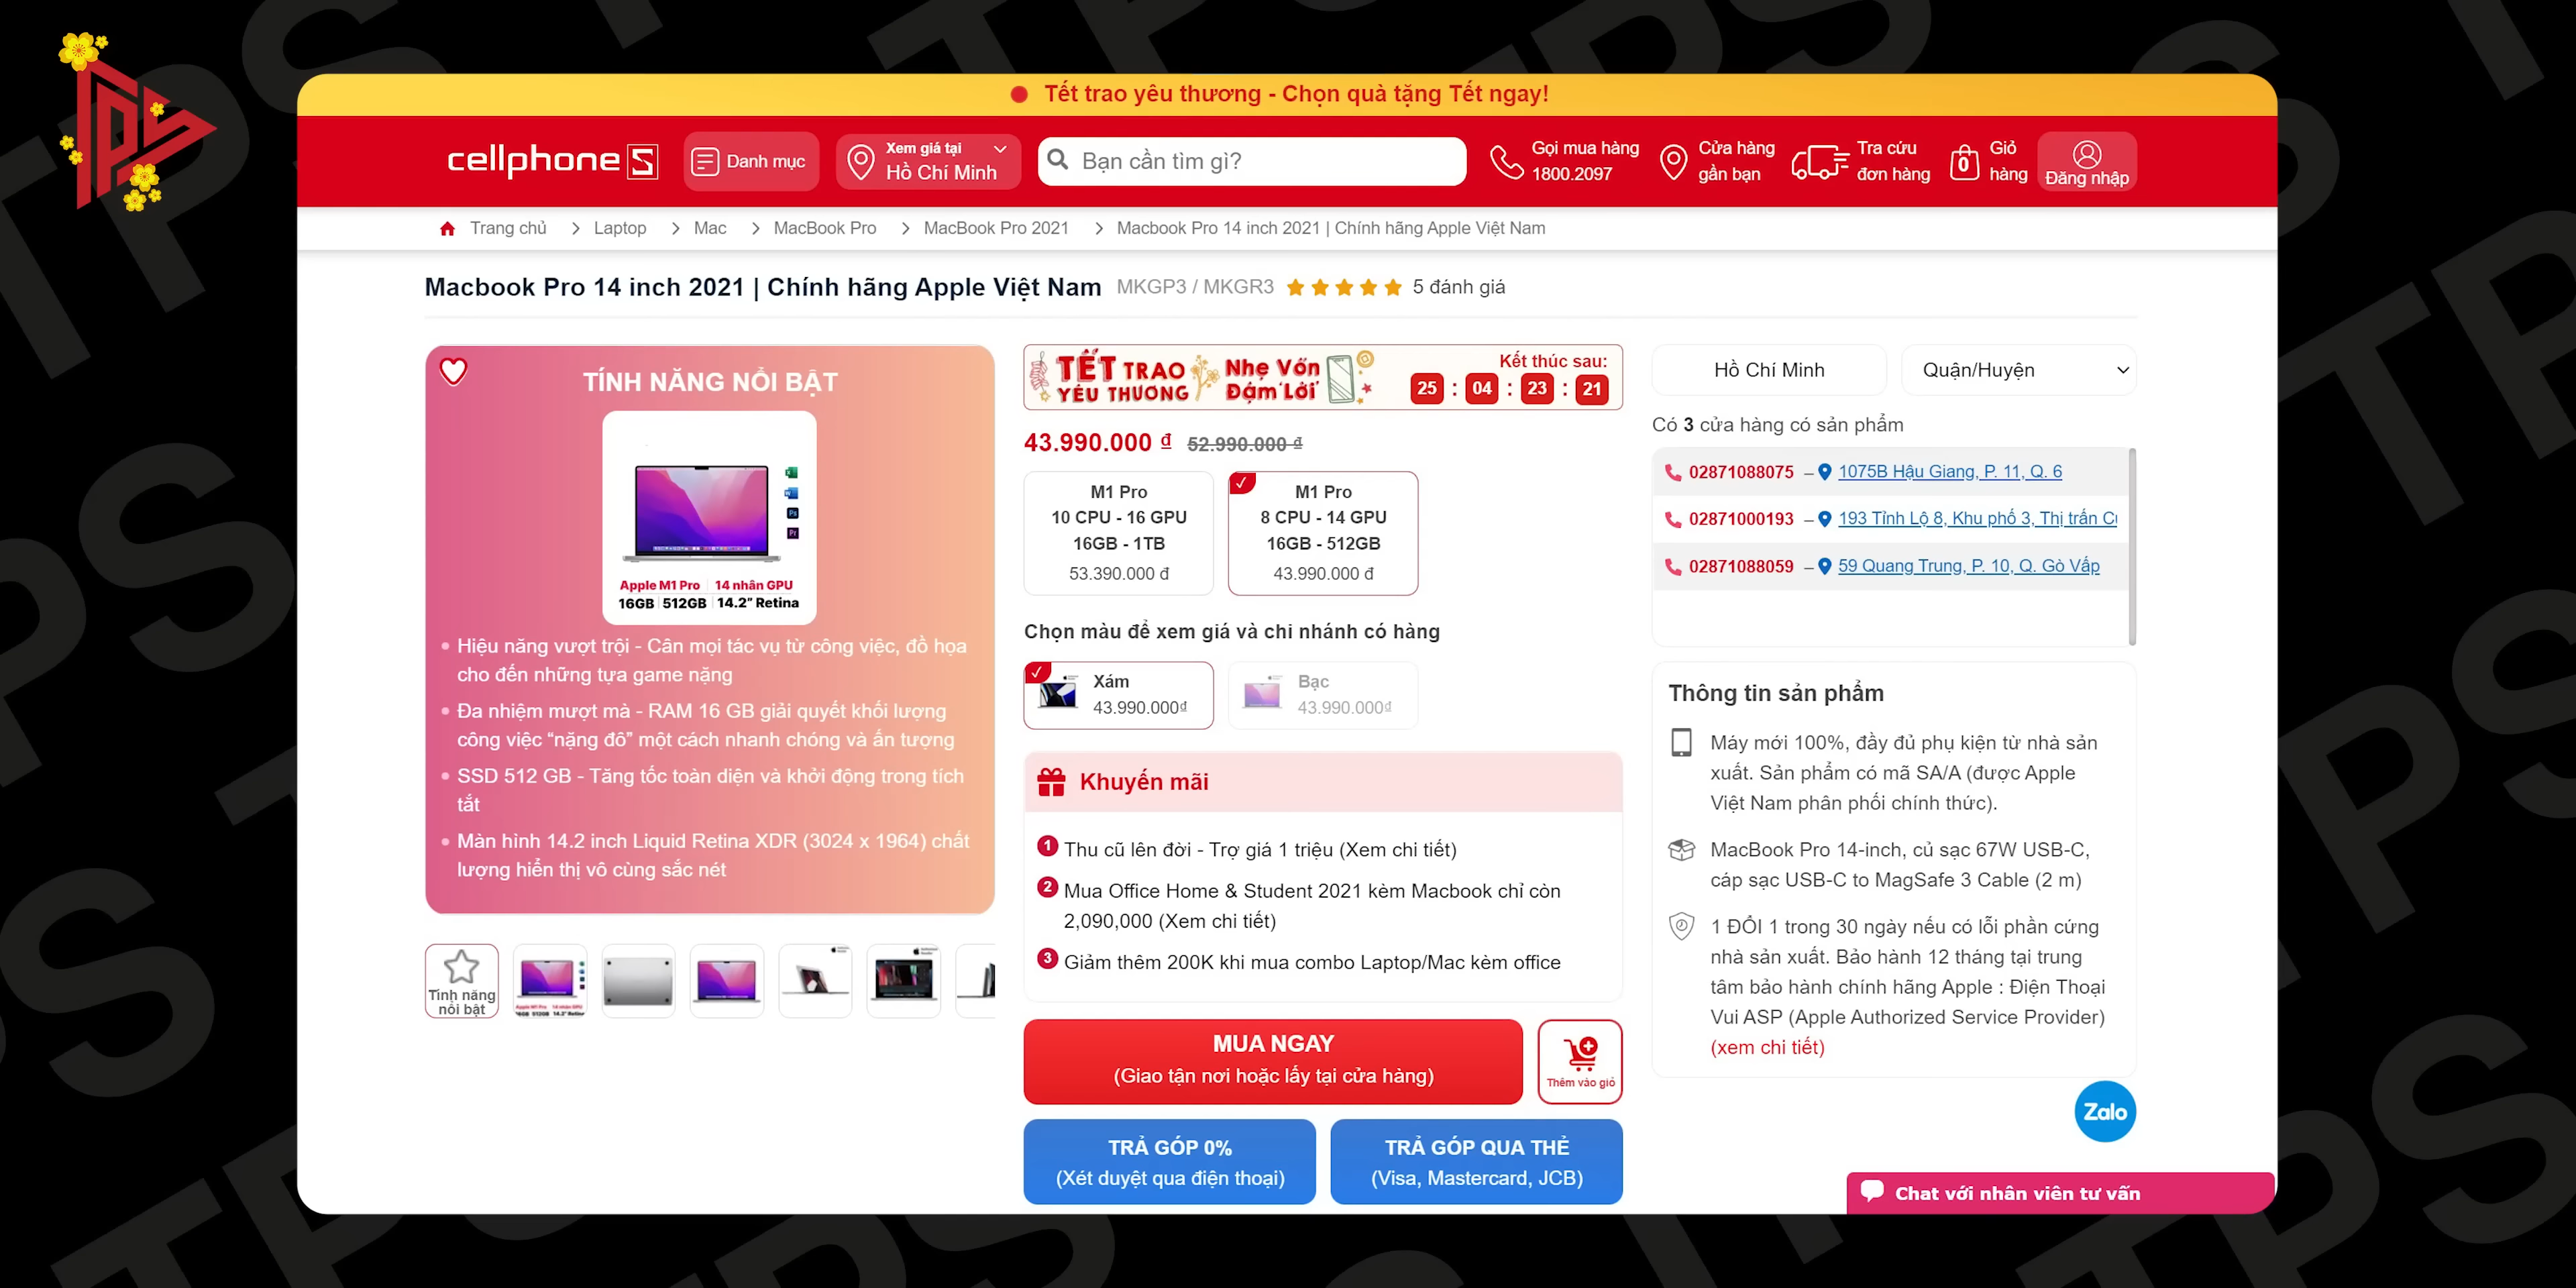 Tết trao yêu thương - Chọn quà tặng Tết ngay!
cellphoneS
Danh mục
Xem giá tại
Hồ Chí Minh
Bạn cần tìm gì?
Gọi mua hàng
1800.2097
Cửa hàng
gần bạn
Tra cứu
đơn hàng
0
Giỏ
hàng
Đăng nhập
Trang chủ > Laptop > Mac > MacBook Pro > MacBook Pro 2021 > Macbook Pro 14 inch 2021 | Chính hãng Apple Việt Nam
Macbook Pro 14 inch 2021 | Chính hãng Apple Việt Nam MKGP3 / MKGR3 5 đánh giá
TÍNH NĂNG NỔI BẬT
Apple M1 Pro 14 nhân GPU
16GB 512GB 14.2” Retina
Hiệu năng vượt trội - Cân mọi tác vụ từ công việc, đồ họa
cho đến những tựa game nặng
Đa nhiệm mượt mà - RAM 16 GB giải quyết khối lượng
công việc “nặng đô” một cách nhanh chóng và ấn tượng
SSD 512 GB - Tăng tốc toàn diện và khởi động trong tích
tắt
Màn hình 14.2 inch Liquid Retina XDR (3024 x 1964) chất
lượng hiển thị vô cùng sắc nét
Tính năng
nổi bật
TẾT TRAO
YÊU THƯƠNG
Nhẹ Vốn
Đậm Lời
Kết thúc sau:
25 : 04 : 23 : 21
43.990.000 ₫ 52.990.000 ₫
M1 Pro
10 CPU - 16 GPU
16GB - 1TB
53.390.000 đ
M1 Pro
8 CPU - 14 GPU
16GB - 512GB
43.990.000 đ
Chọn màu để xem giá và chi nhánh có hàng
Xám
43.990.000₫
Bạc
43.990.000₫
Khuyến mãi
1 Thu cũ lên đời - Trợ giá 1 triệu (Xem chi tiết)
2 Mua Office Home & Student 2021 kèm Macbook chỉ còn
2,090,000 (Xem chi tiết)
3 Giảm thêm 200K khi mua combo Laptop/Mac kèm office
MUA NGAY
(Giao tận nơi hoặc lấy tại cửa hàng)
Thêm vào giỏ
TRẢ GÓP 0%
(Xét duyệt qua điện thoại)
TRẢ GÓP QUA THẺ
(Visa, Mastercard, JCB)
Hồ Chí Minh
Quận/Huyện
Có 3 cửa hàng có sản phẩm
02871088075 – 1075B Hậu Giang, P. 11, Q. 6
02871000193 – 193 Tỉnh Lộ 8, Khu phố 3, Thị trấn
02871088059 – 59 Quang Trung, P. 10, Q. Gò Vấp
Thông tin sản phẩm
Máy mới 100%, đầy đủ phụ kiện từ nhà sản
xuất. Sản phẩm có mã SA/A (được Apple
Việt Nam phân phối chính thức).
MacBook Pro 14-inch, củ sạc 67W USB-C,
cáp sạc USB-C to MagSafe 3 Cable (2 m)
1 ĐỔI 1 trong 30 ngày nếu có lỗi phần cứng
nhà sản xuất. Bảo hành 12 tháng tại trung
tâm bảo hành chính hãng Apple : Điện Thoại
Vui ASP (Apple Authorized Service Provider)
(xem chi tiết)
Zalo
Chat với nhân viên tư vấn